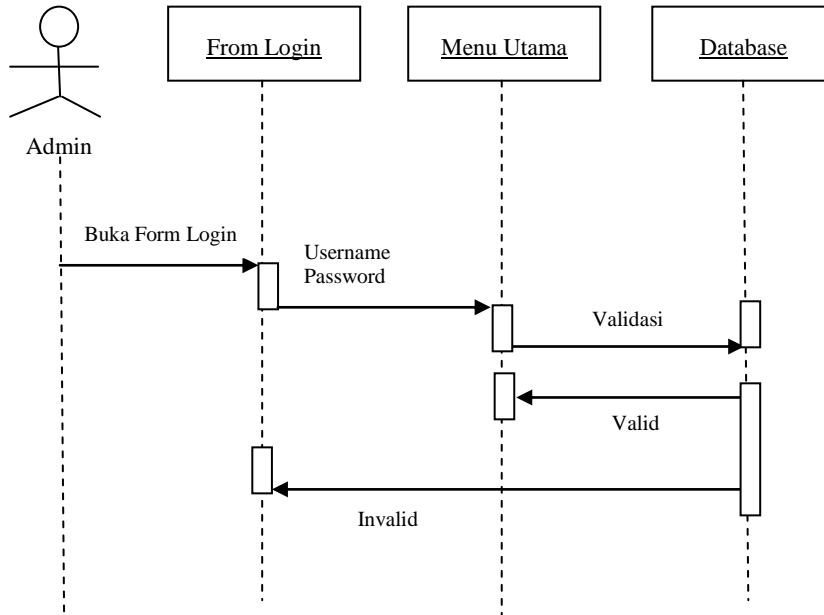 From Login
Menu Utama
Database
Admin
Buka Form Login
Username
Password
Validasi
Valid
Invalid